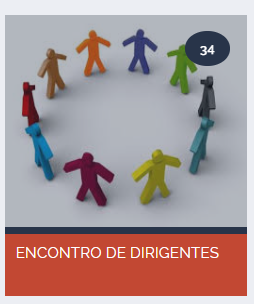 34
ENCONTRO DE DIRIGENTES